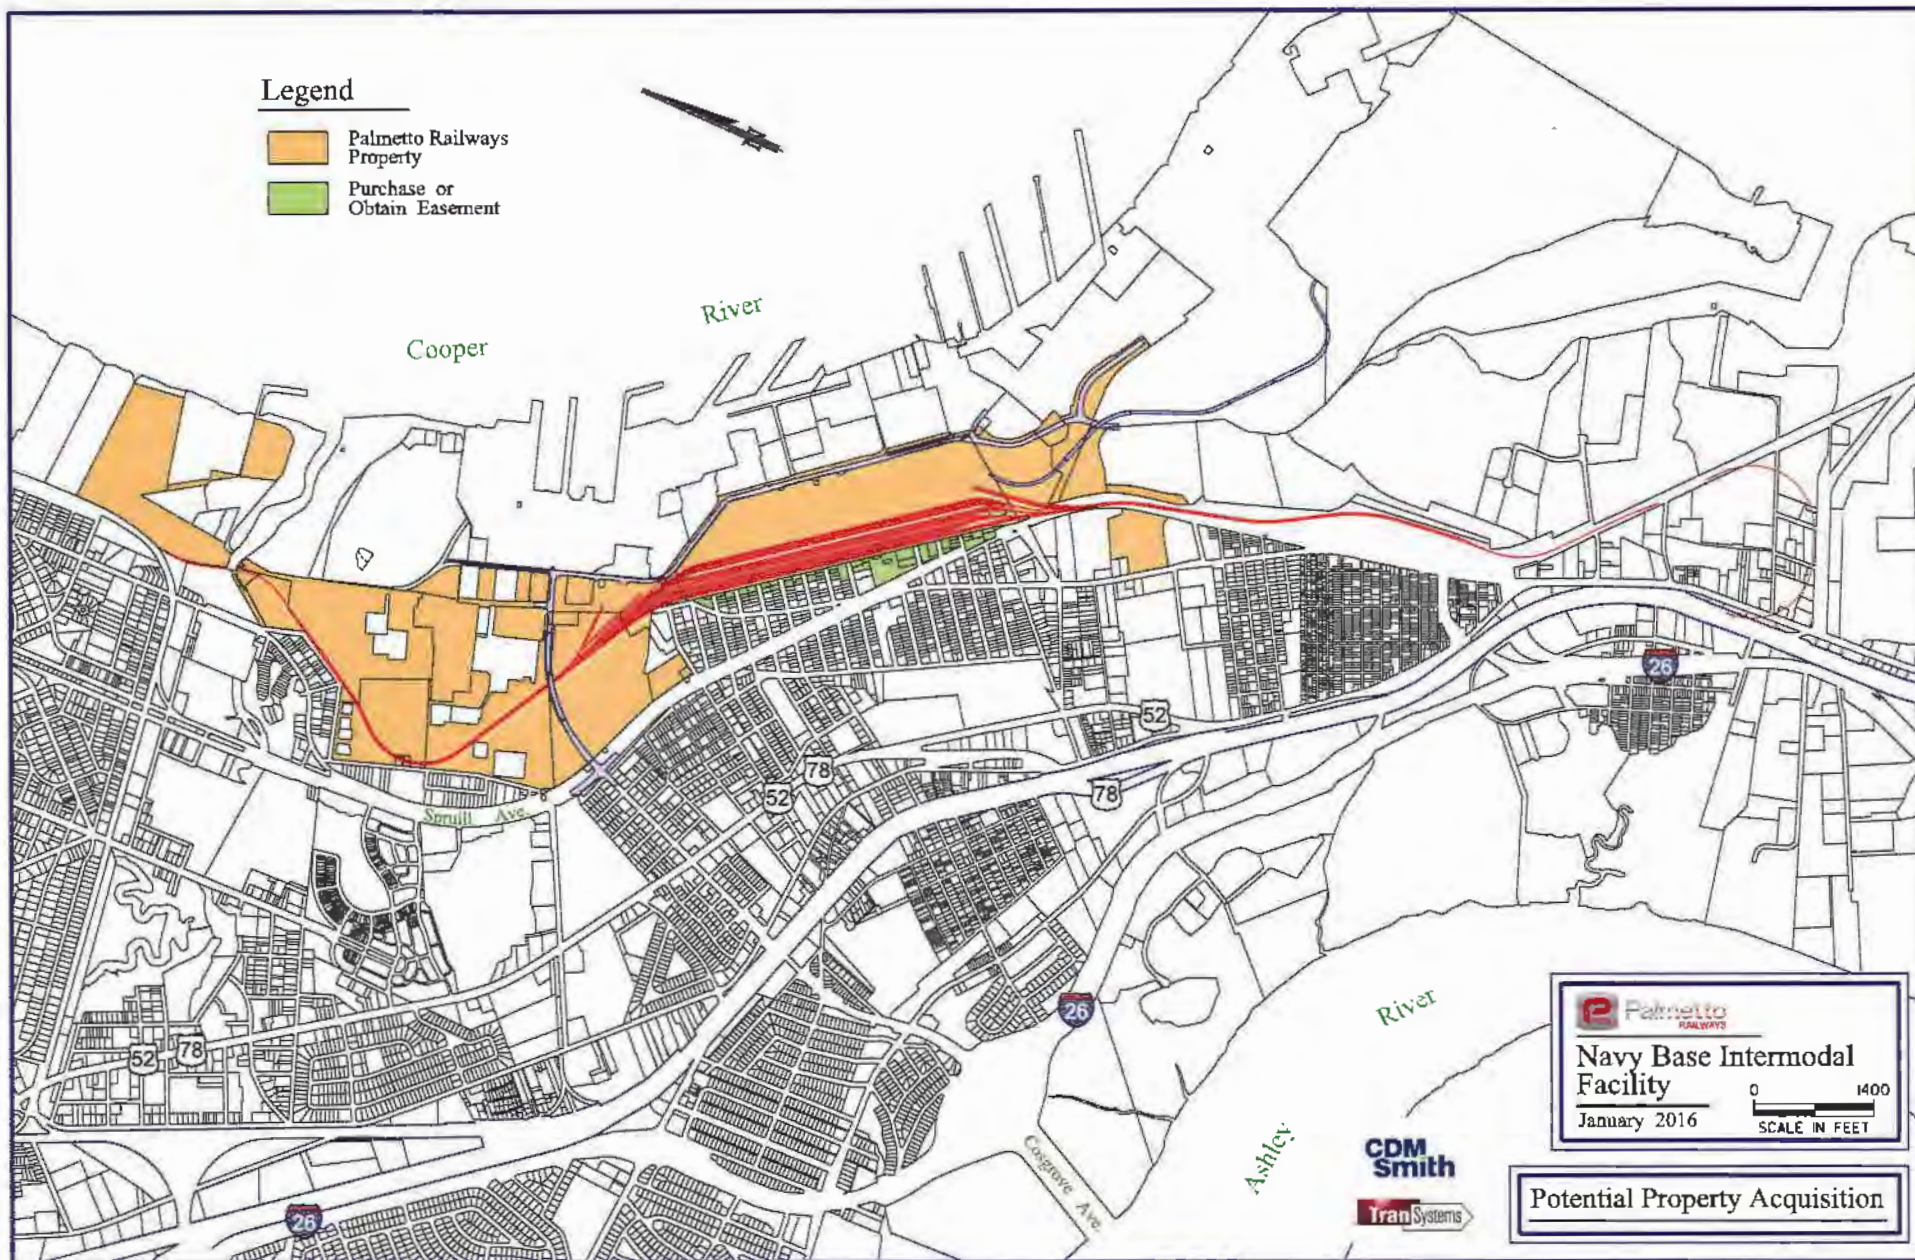 Legend
Palmetto Railways
Property
Purchase or
Obtain Easement
Cooper
River
26
52
78
52
78
Spruill Ave.
River
26
52
78
Cosgrove Ave.
Ashley
26
Palmetto
RAILWAYS
Navy Base Intermodal
Facility
January 2016
0 1400
SCALE IN FEET
CDM
Smith
TranSystems
Potential Property Acquisition